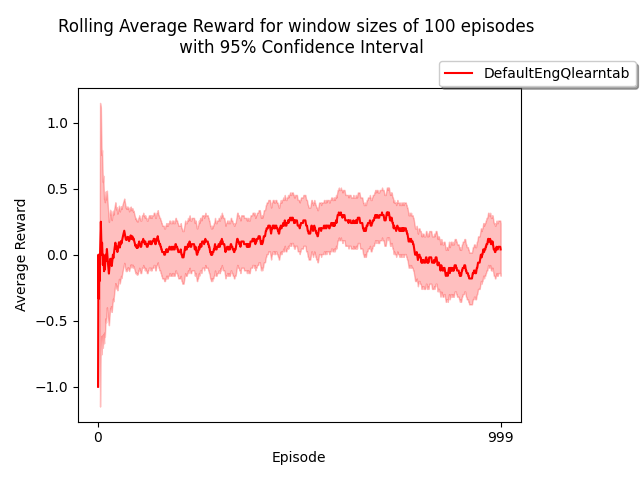 Rolling Average Reward for window sizes of 100 episodes
with 95% Confidence Interval
DefaultEngQlearntab
1.0
0.5
0.0
−0.5
−1.0
Average Reward
0
999
Episode